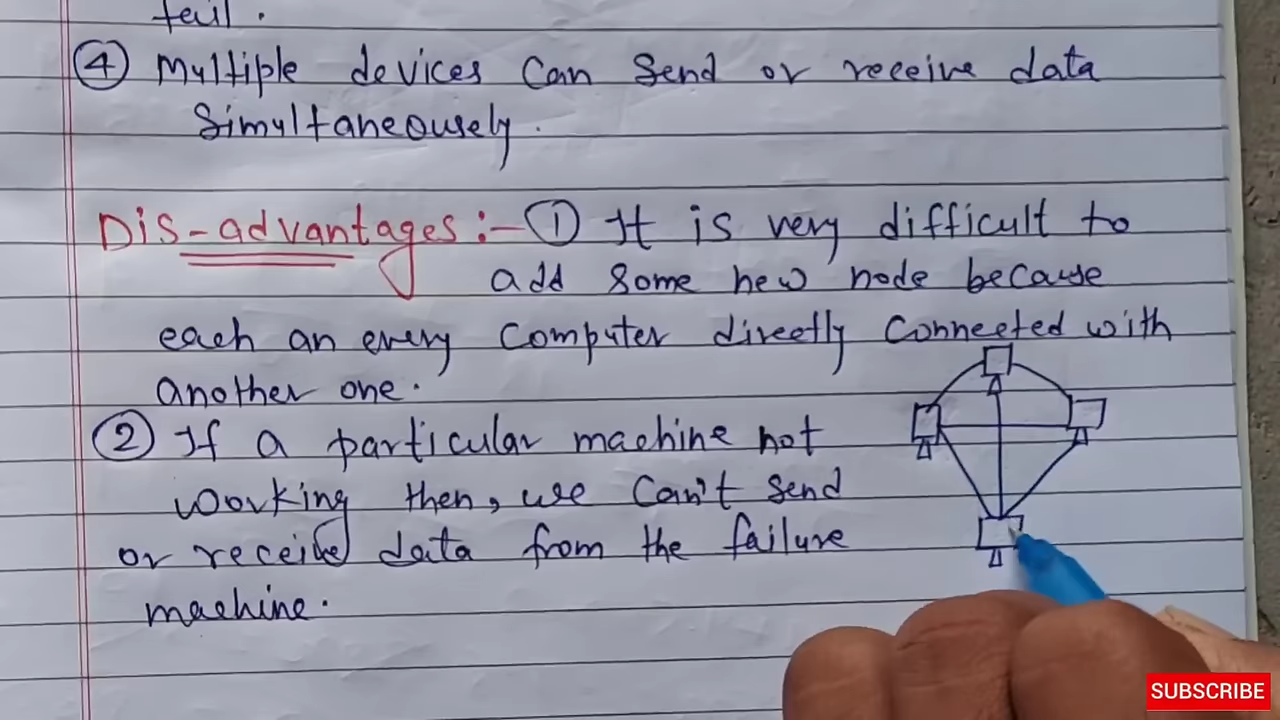 fail.
④ Multiple devices can send or receive data
Simultaneousely.
Dis-advantages :- ① It is very difficult to
add some new node because
each an every computer directly connected with
another one.
② If a particular machine not
working then, we can't send
or receive data from the failure
machine.
SUBSCRIBE